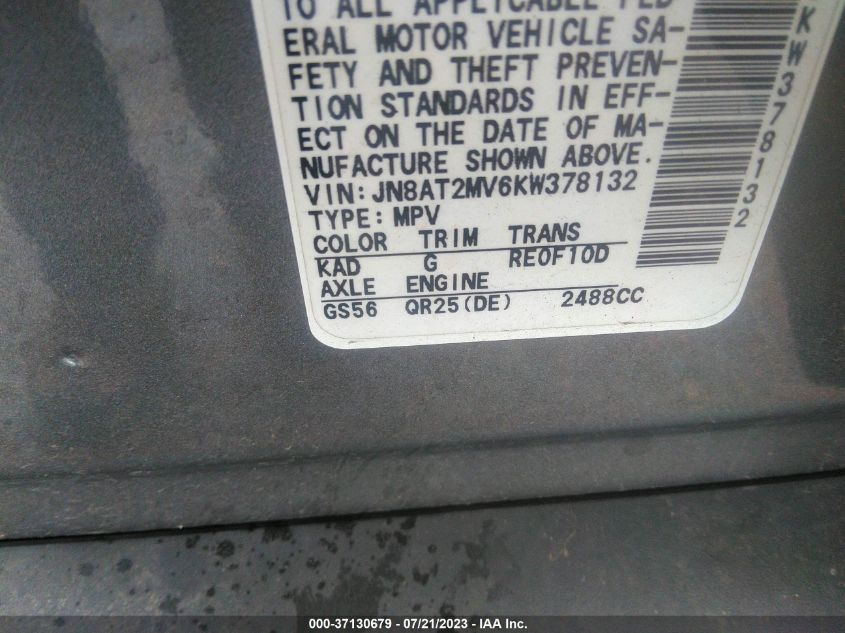 TO ALL APPLICABLE FED
ERAL MOTOR VEHICLE SA-
FETY AND THEFT PREVEN-
TION STANDARDS IN EFF-
ECT ON THE DATE OF MA-
NUFACTURE SHOWN ABOVE.
VIN: JN8AT2MV6KW378132
TYPE: MPV
COLOR TRIM TRANS
KAD G RE0F10D
AXLE ENGINE
GS56 QR25(DE) 2488CC
KW378132
000-37130679 - 07/21/2023 - IAA Inc.